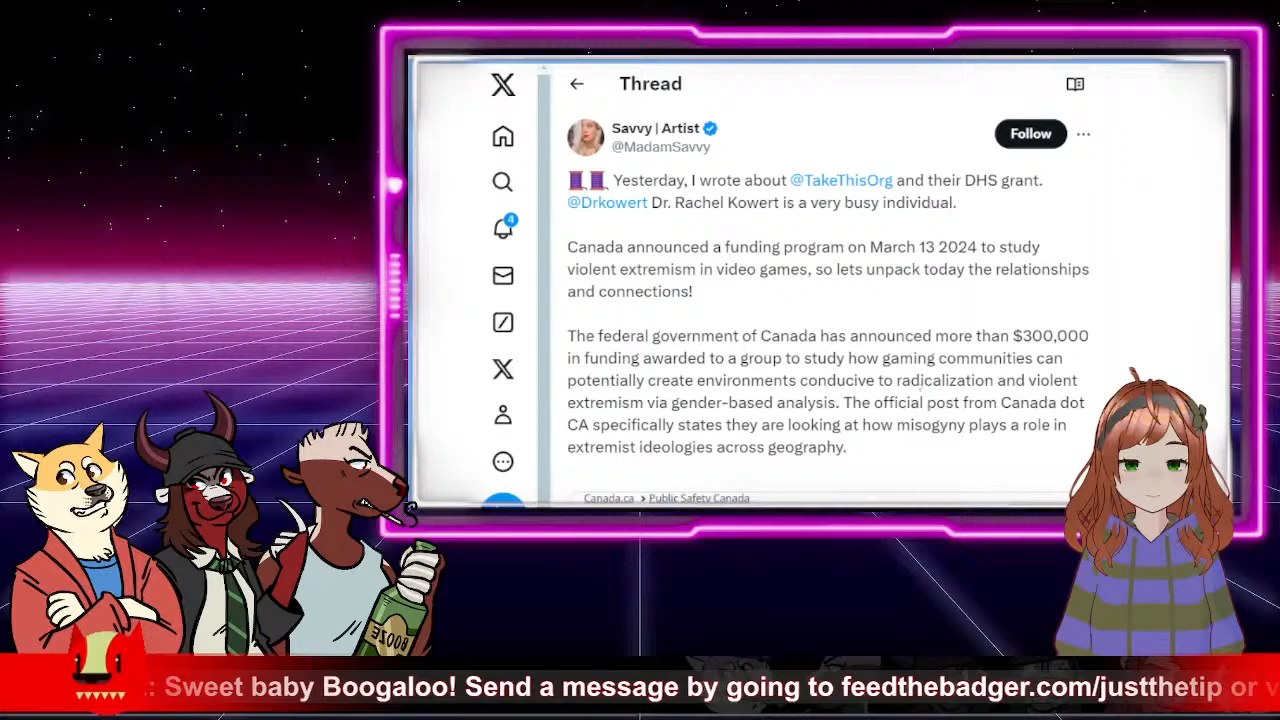 Thread
Savvy | Artist
@MadamSavvy
Follow
4
Yesterday, I wrote about @TakeThisOrg and their DHS grant.
@Drkowert Dr. Rachel Kowert is a very busy individual.
Canada announced a funding program on March 13 2024 to study
violent extremism in video games, so lets unpack today the relationships
and connections!
The federal government of Canada has announced more than $300,000
in funding awarded to a group to study how gaming communities can
potentially create environments conducive to radicalization and violent
extremism via gender-based analysis. The official post from Canada dot
CA specifically states they are looking at how misogyny plays a role in
extremist ideologies across geography.
Canada.ca › Public Safety Canada
BOOZE
: Sweet baby Boogaloo! Send a message by going to feedthebadger.com/justthetip or v